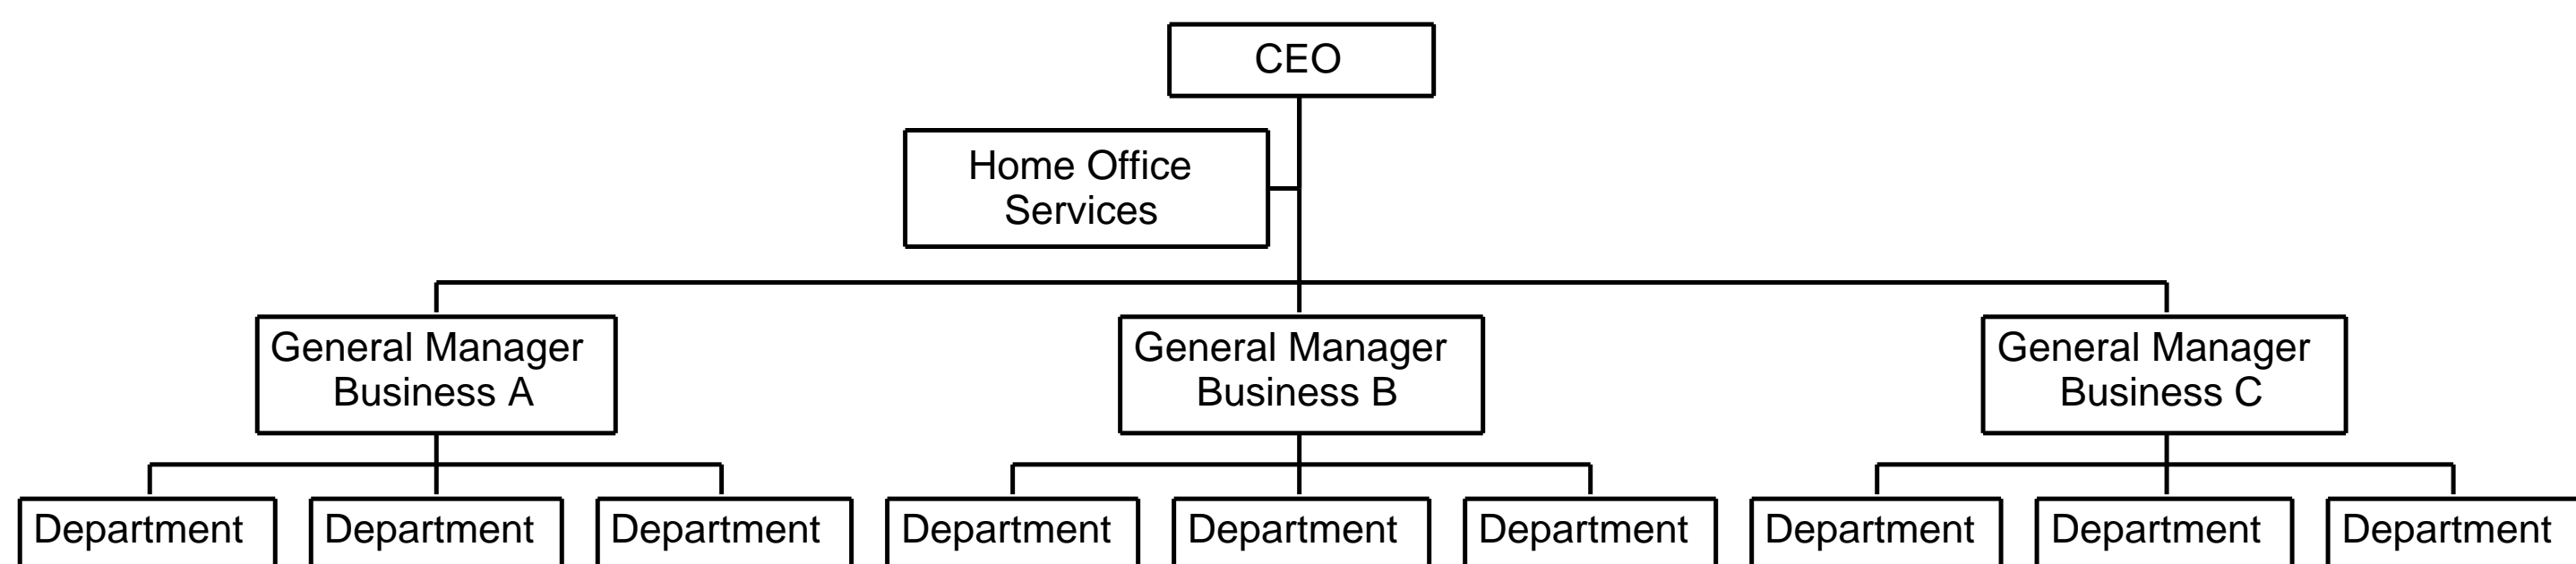 CEO
Home Office
Services
General Manager
Business A
General Manager
Business B
General Manager
Business C
Department
Department
Department
Department
Department
Department
Department
Department
Department